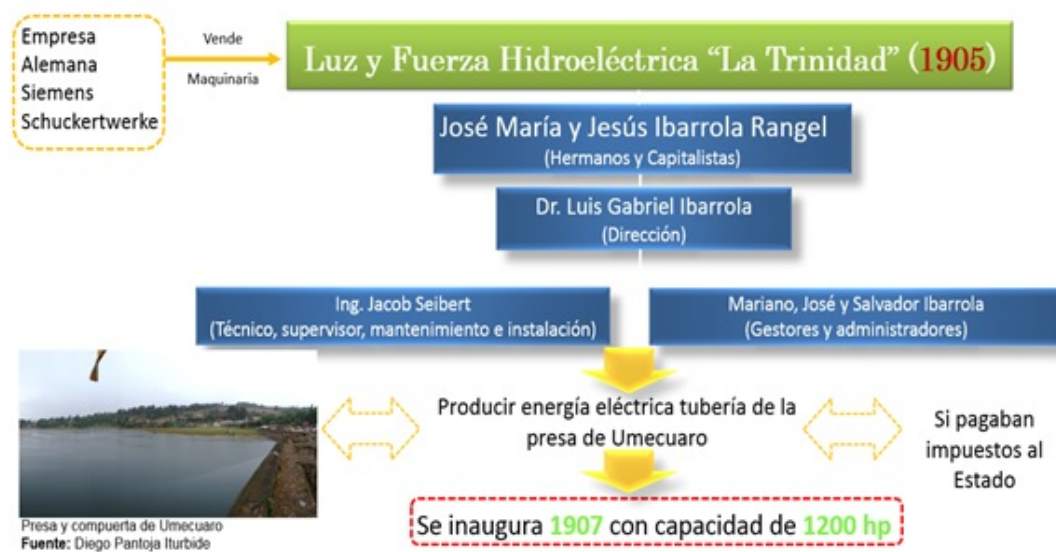 Empresa
Alemana
Siemens
Schuckertwerke
Vende
Maquinaria
Luz y Fuerza Hidroeléctrica “La Trinidad” (1905)
José María y Jesús Ibarrola Rangel
(Hermanos y Capitalistas)
Dr. Luis Gabriel Ibarrola
(Dirección)
Ing. Jacob Seibert
(Técnico, supervisor, mantenimiento e instalación)
Mariano, José y Salvador Ibarrola
(Gestores y administradores)
Producir energía eléctrica tubería de la
presa de Umecuaro
Si pagaban
impuestos al
Estado
Presa y compuerta de Umecuaro
Fuente: Diego Pantoja Iturbide
Se inaugura 1907 con capacidad de 1200 hp